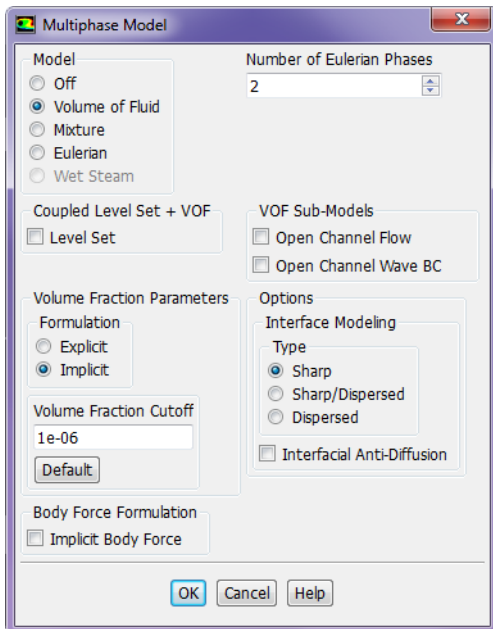 Multiphase Model
Model
Off
Volume of Fluid
Mixture
Eulerian
Wet Steam
Number of Eulerian Phases
2
Coupled Level Set + VOF
Level Set
VOF Sub-Models
Open Channel Flow
Open Channel Wave BC
Volume Fraction Parameters
Formulation
Explicit
Implicit
Volume Fraction Cutoff
1e-06
Default
Options
Interface Modeling
Type
Sharp
Sharp/Dispersed
Dispersed
Interfacial Anti-Diffusion
Body Force Formulation
Implicit Body Force
OK Cancel Help